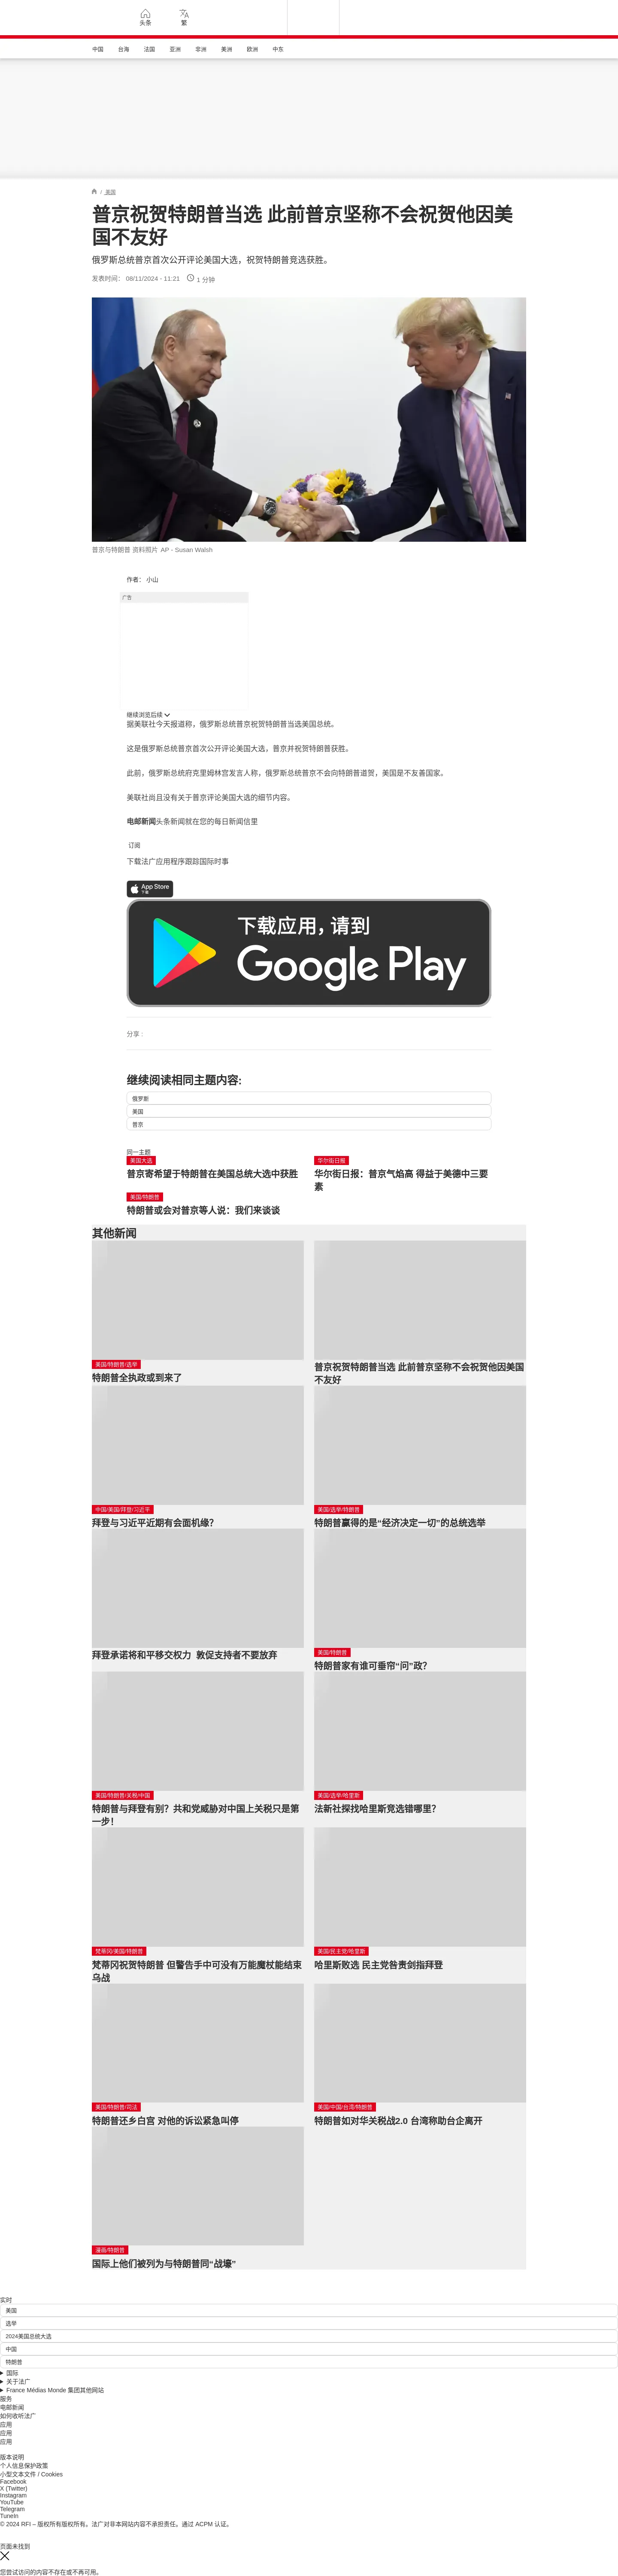 头条
繁
中国
台海
法国
亚洲
非洲
美洲
欧洲
中东
/ 美国
普京祝贺特朗普当选 此前普京坚称不会祝贺他因美
国不友好
俄罗斯总统普京首次公开评论美国大选，祝贺特朗普竞选获胜。
发表时间： 08/11/2024 - 11:21 1 分钟
普京与特朗普 资料照片 AP - Susan Walsh
作者： 小山
广告
继续浏览后续
据美联社今天报道称，俄罗斯总统普京祝贺特朗普当选美国总统。
这是俄罗斯总统普京首次公开评论美国大选，普京并祝贺特朗普获胜。
此前，俄罗斯总统府克里姆林宫发言人称，俄罗斯总统普京不会向特朗普道贺，美国是不友善国家。
美联社尚且没有关于普京评论美国大选的细节内容。
电邮新闻头条新闻就在您的每日新闻信里
订阅
下载法广应用程序跟踪国际时事
App Store
下载
下载应用，请到
Google Play
分享 :
继续阅读相同主题内容:
俄罗斯
美国
普京
同一主题
美国大选
普京寄希望于特朗普在美国总统大选中获胜
华尔街日报
华尔街日报：普京气焰高 得益于美德中三要
素
美国/特朗普
特朗普或会对普京等人说：我们来谈谈
其他新闻
美国/特朗普/选举
特朗普全执政或到来了
普京祝贺特朗普当选 此前普京坚称不会祝贺他因美国
不友好
中国/美国/拜登/习近平
拜登与习近平近期有会面机缘？
美国/选举/特朗普
特朗普赢得的是“经济决定一切”的总统选举
拜登承诺将和平移交权力 敦促支持者不要放弃
美国/特朗普
特朗普家有谁可垂帘“问”政？
美国/特朗普/关税/中国
特朗普与拜登有别？共和党威胁对中国上关税只是第
一步！
美国/选举/哈里斯
法新社探找哈里斯竞选错哪里？
梵蒂冈/美国/特朗普
梵蒂冈祝贺特朗普 但警告手中可没有万能魔杖能结束
乌战
美国/民主党/哈里斯
哈里斯败选 民主党咎责剑指拜登
美国/特朗普/司法
特朗普还乡白宫 对他的诉讼紧急叫停
美国/中国/台湾/特朗普
特朗普如对华关税战2.0 台湾称助台企离开
漫画/特朗普
国际上他们被列为与特朗普同“战壕”
实时
美国
选举
2024美国总统大选
中国
特朗普
国际
关于法广
France Médias Monde 集团其他网站
服务
电邮新闻
如何收听法广
应用
应用
应用
版本说明
个人信息保护政策
小型文本文件 / Cookies
Facebook
X (Twitter)
Instagram
YouTube
Telegram
TuneIn
© 2024 RFI – 版权所有版权所有。法广对非本网站内容不承担责任。通过 ACPM 认证。
页面未找到
您尝试访问的内容不存在或不再可用。